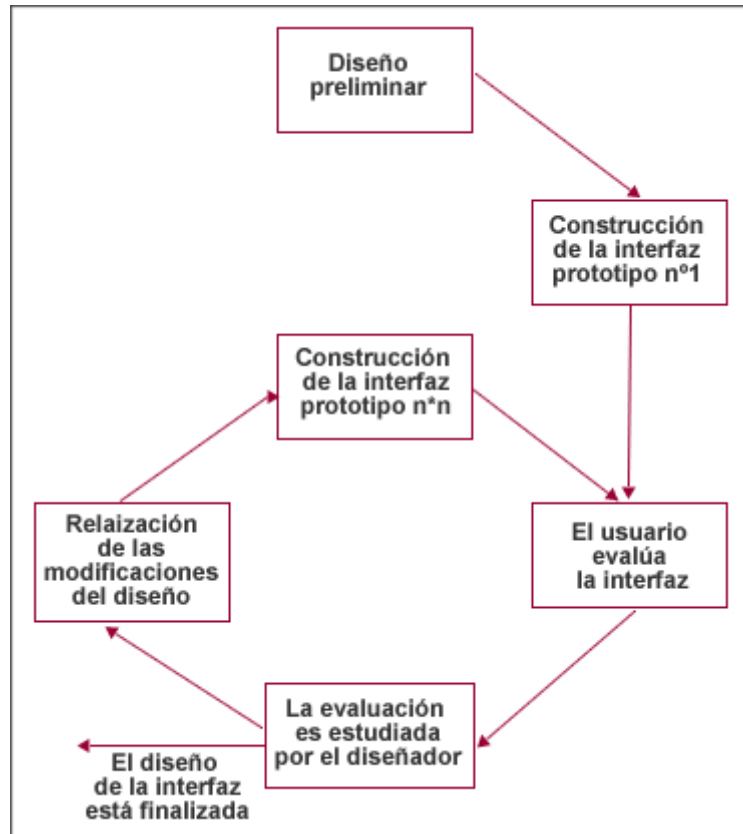 Diseño
preliminar
Construcción
de la interfaz
prototipo nº1
Construcción
de la interfaz
prototipo n*n
Relaización
de las
modificaciones
del diseño
El usuario
evalúa
la interfaz
La evaluación
es estudiada
por el diseñador
El diseño
de la interfaz
está finalizada